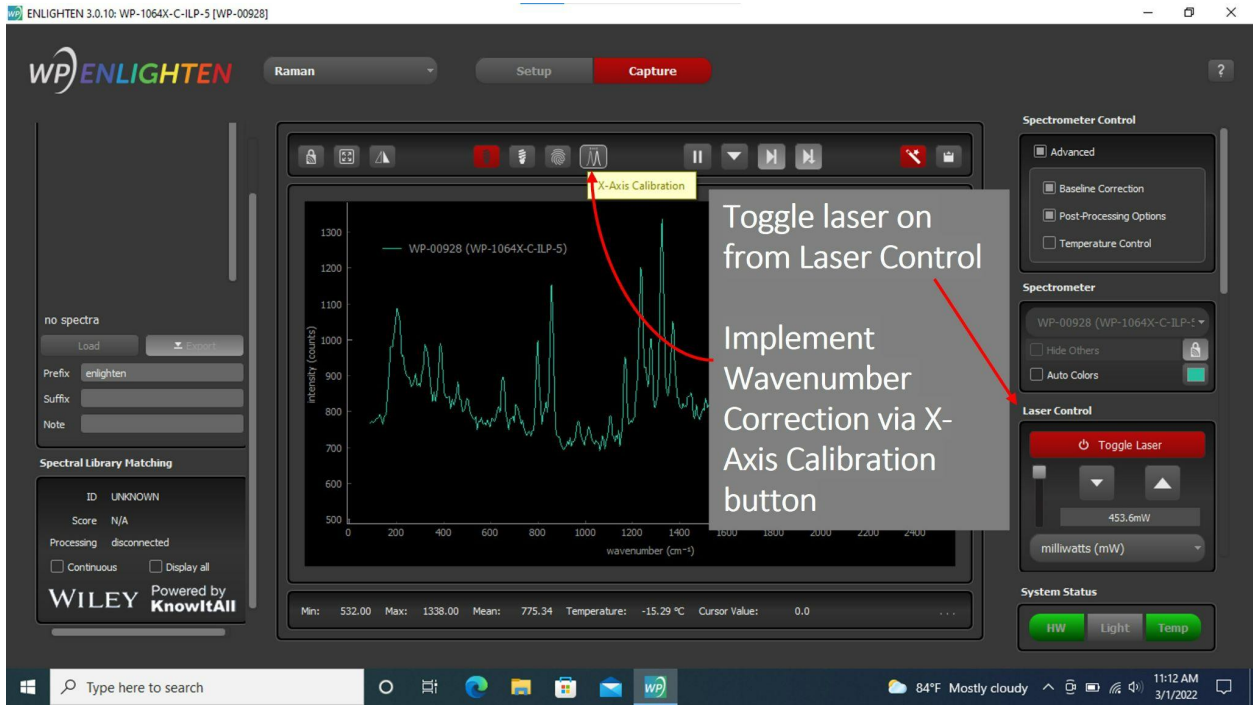 ENLIGHTEN 3.0.10: WP-1064X-C-ILP-5 [WP-00928]
WP ENLIGHTEN
Raman
Setup
Capture
?
Spectrometer Control
Advanced
Baseline Correction
Post-Processing Options
Temperature Control
X-Axis Calibration
1300
1200
1100
1000
900
800
700
600
500
intensity (counts)
WP-00928 (WP-1064X-C-ILP-5)
0 200 400 600 800 1000 1200 1400 1600 1800 2000 2200 2400
wavenumber (cm⁻¹)
Toggle laser on
from Laser Control
Implement
Wavenumber
Correction via X-
Axis Calibration
button
no spectra
Load
Export
Prefix enlighten
Suffix
Note
Spectral Library Matching
ID UNKNOWN
Score N/A
Processing disconnected
Continuous
Display all
WILEY
Powered by
KnowItAll
Min: 532.00 Max: 1338.00 Mean: 775.34 Temperature: -15.29 ºC Cursor Value: 0.0 ...
Spectrometer
WP-00928 (WP-1064X-C-ILP-
Hide Others
Auto Colors
Laser Control
Toggle Laser
453.6mW
milliwatts (mW)
System Status
HW Light Temp
Type here to search
WP
84°F Mostly cloudy
11:12 AM
3/1/2022